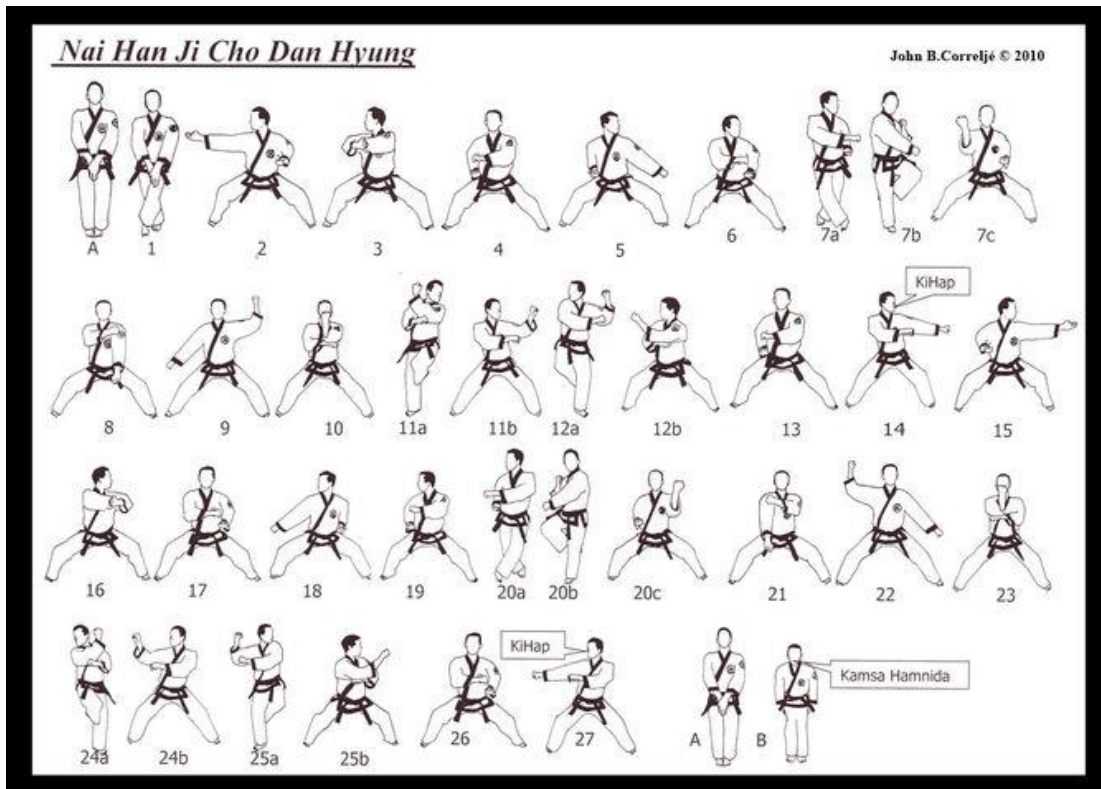 Nai Han Ji Cho Dan Hyung
John B.Correljé © 2010
A 1 2 3 4 5 6 7a 7b 7c
KiHap
8 9 10 11a 11b 12a 12b 13 14 15
16 17 18 19 20a 20b 20c 21 22 23
KiHap
Kamsa Hamnida
24a 24b 25a 25b 26 27 A B